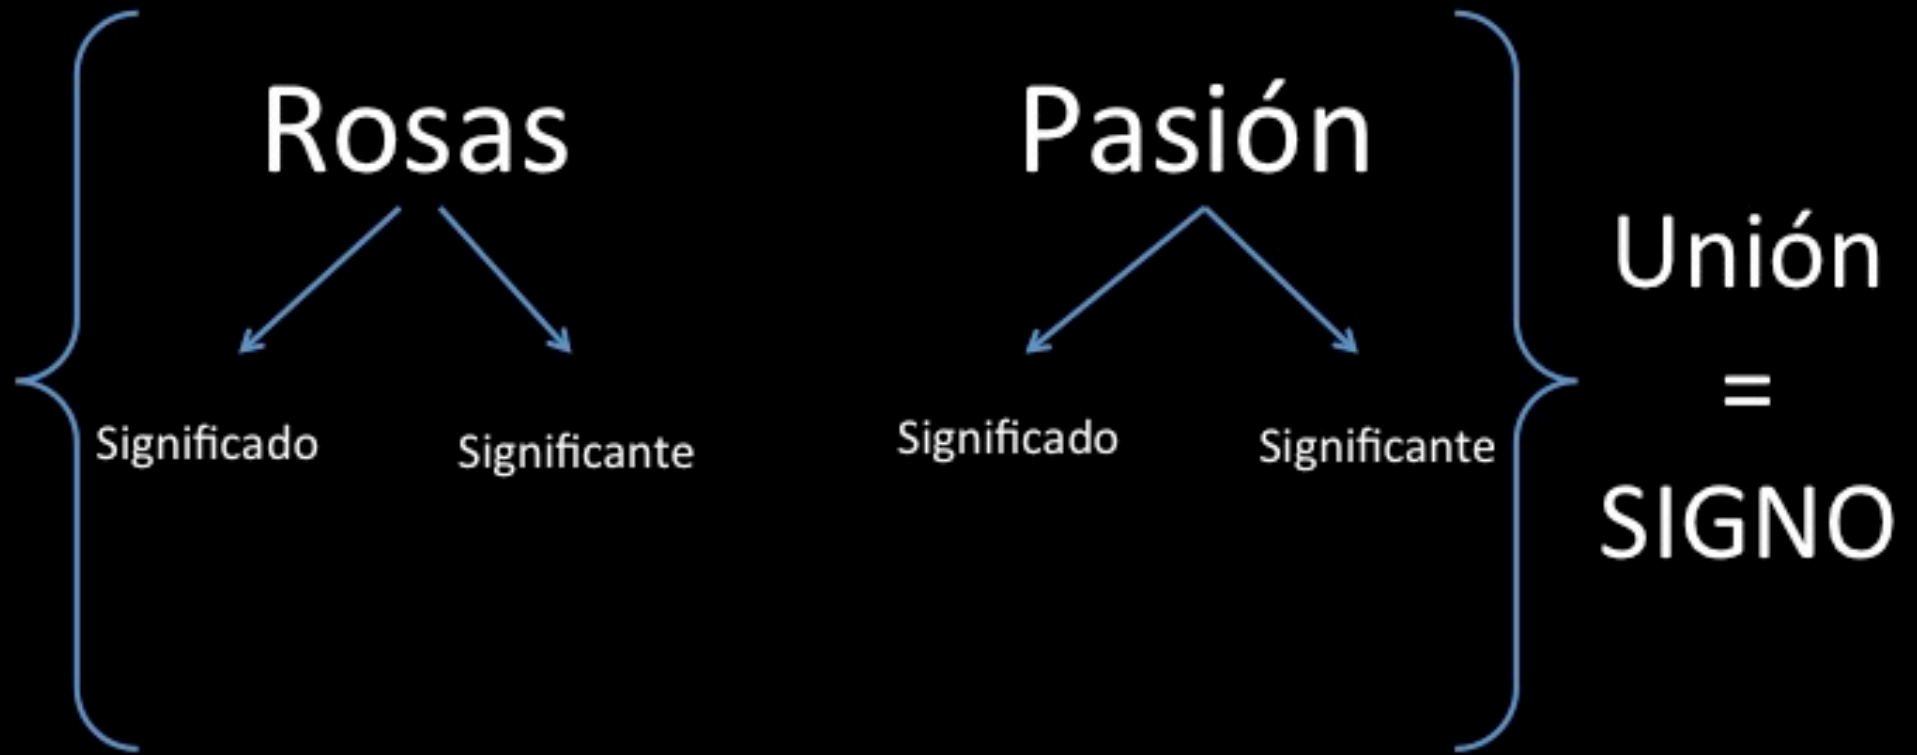 Rosas
Pasión
Significado
Significante
Significado
Significante
Unión
=
SIGNO